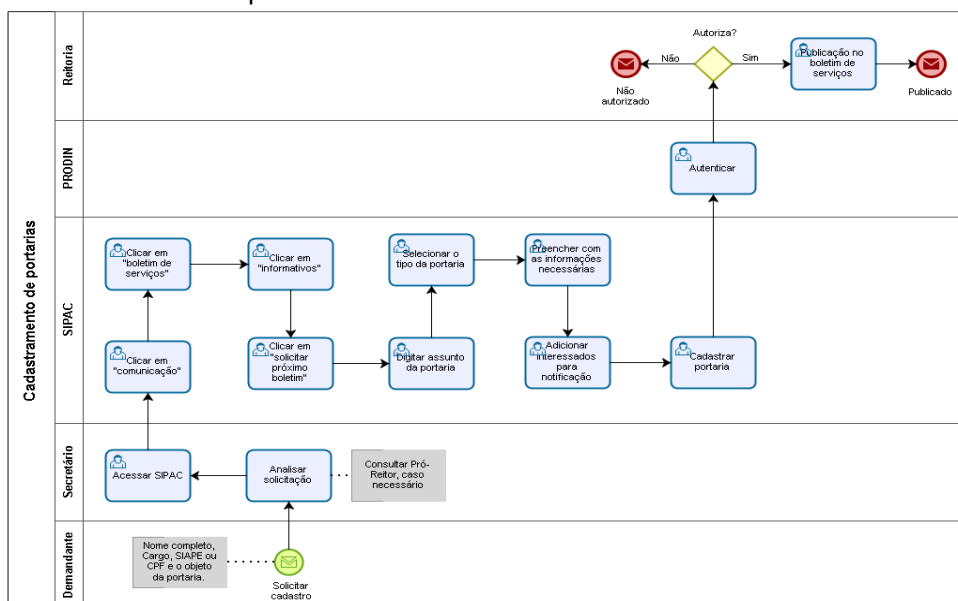 Cadastramento de portarias
Reitoria
Autoriza?
Não
Sim
Não
autorizado
Publicação no
boletim de
serviços
Publicado
PRODIN
Autenticar
SIPAC
Clicar em
"boletim de
serviços"
Clicar em
"informativos"
Selecionar o
tipo da portaria
Preencher com
as informações
necessárias
Clicar em
"comunicação"
Clicar em
"solicitar
próximo
boletim"
Digitar assunto
da portaria
Adicionar
interessados
para
notificação
Cadastrar
portaria
Secretário
Acessar SIPAC
Analisar
solicitação
Consultar Pró-
Reitor, caso
necessário
Demandante
Nome completo,
Cargo, SIAPE ou
CPF e o objeto
da portaria.
Solicitar
cadastro